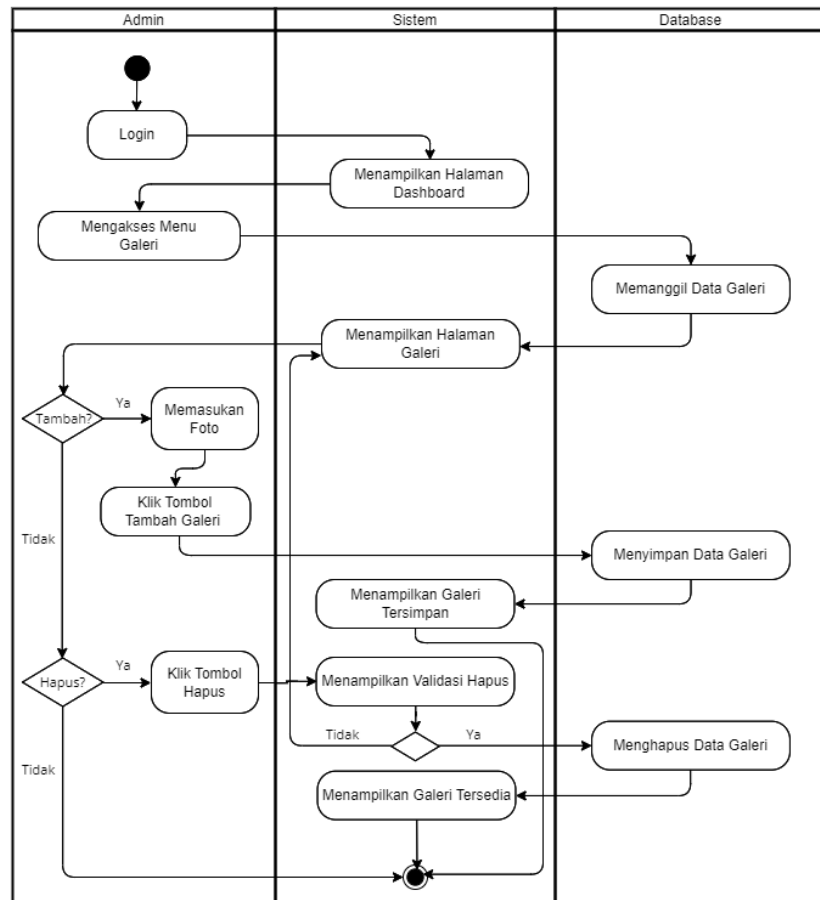 Admin
Sistem
Database
Login
Menampilkan Halaman
Dashboard
Mengakses Menu
Galeri
Memanggil Data Galeri
Menampilkan Halaman
Galeri
Tambah?
Ya
Memasukan
Foto
Klik Tombol
Tambah Galeri
Tidak
Menyimpan Data Galeri
Menampilkan Galeri
Tersimpan
Hapus?
Ya
Klik Tombol
Hapus
Menampilkan Validasi Hapus
Tidak
Ya
Menghapus Data Galeri
Tidak
Menampilkan Galeri Tersedia